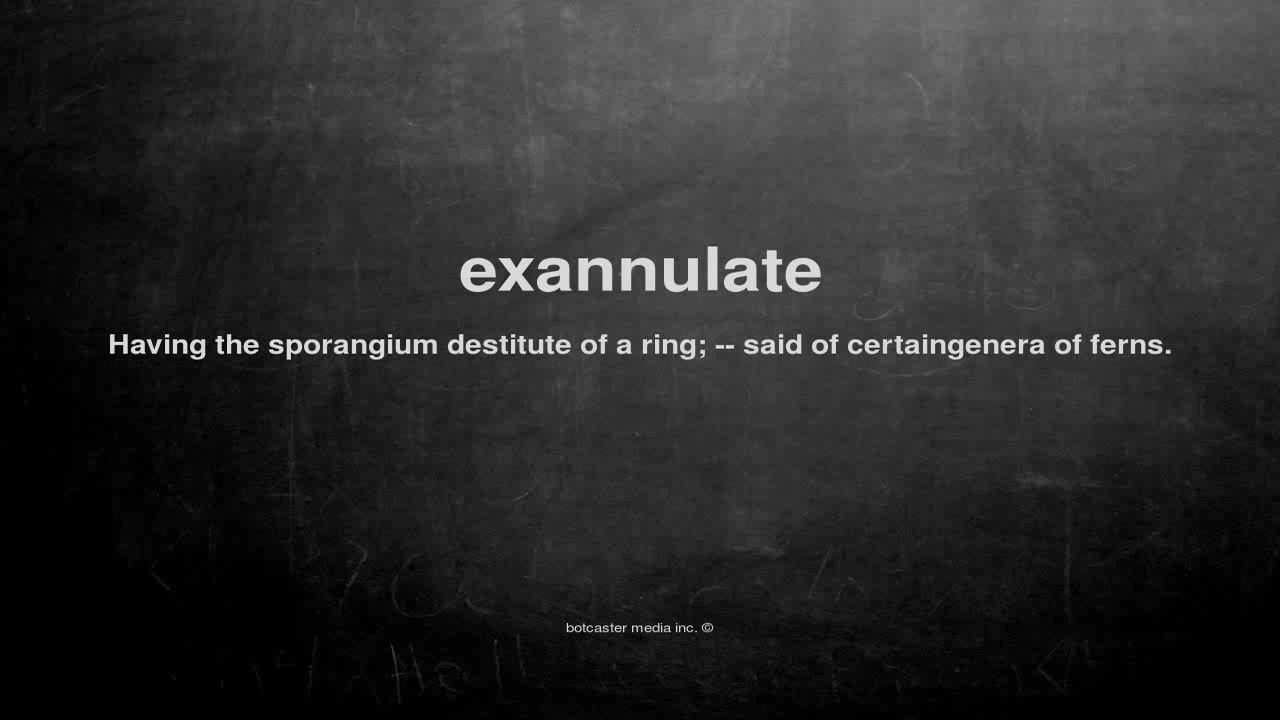 exannulate
Having the sporangium destitute of a ring; -- said of certaingenera of ferns.
botcaster media inc. ©